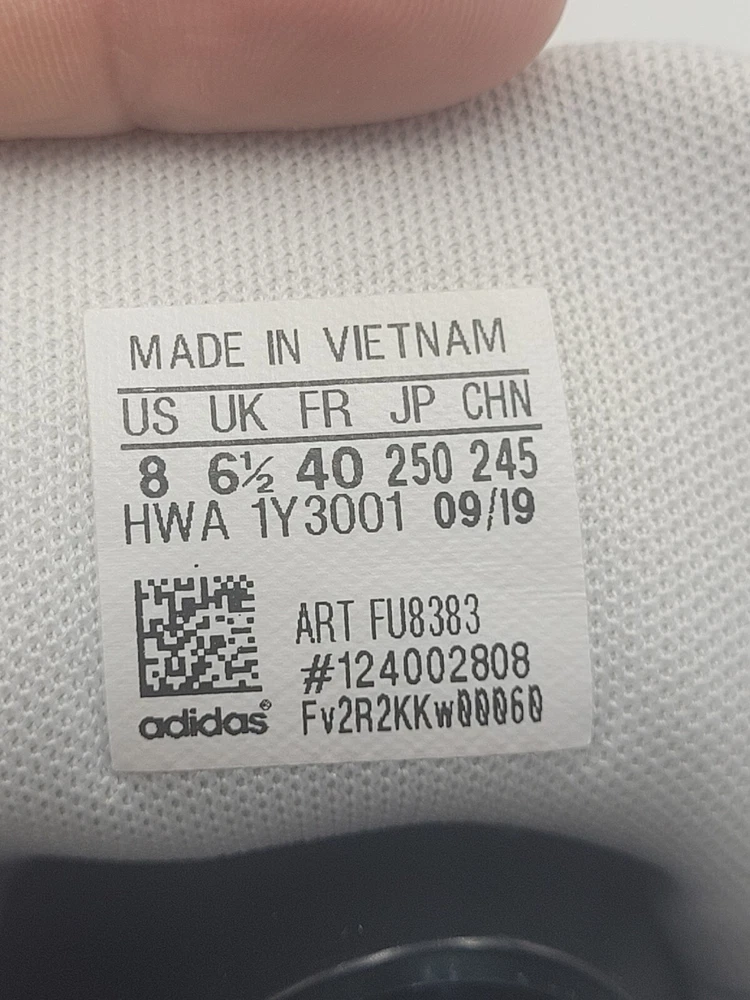 MADE IN VIETNAM
US UK FR JP CHN
8 6½ 40 250 245
HWA 1Y3001 09/19
ART FU8383
#124002808
adidas® Fv2R2KKw00060